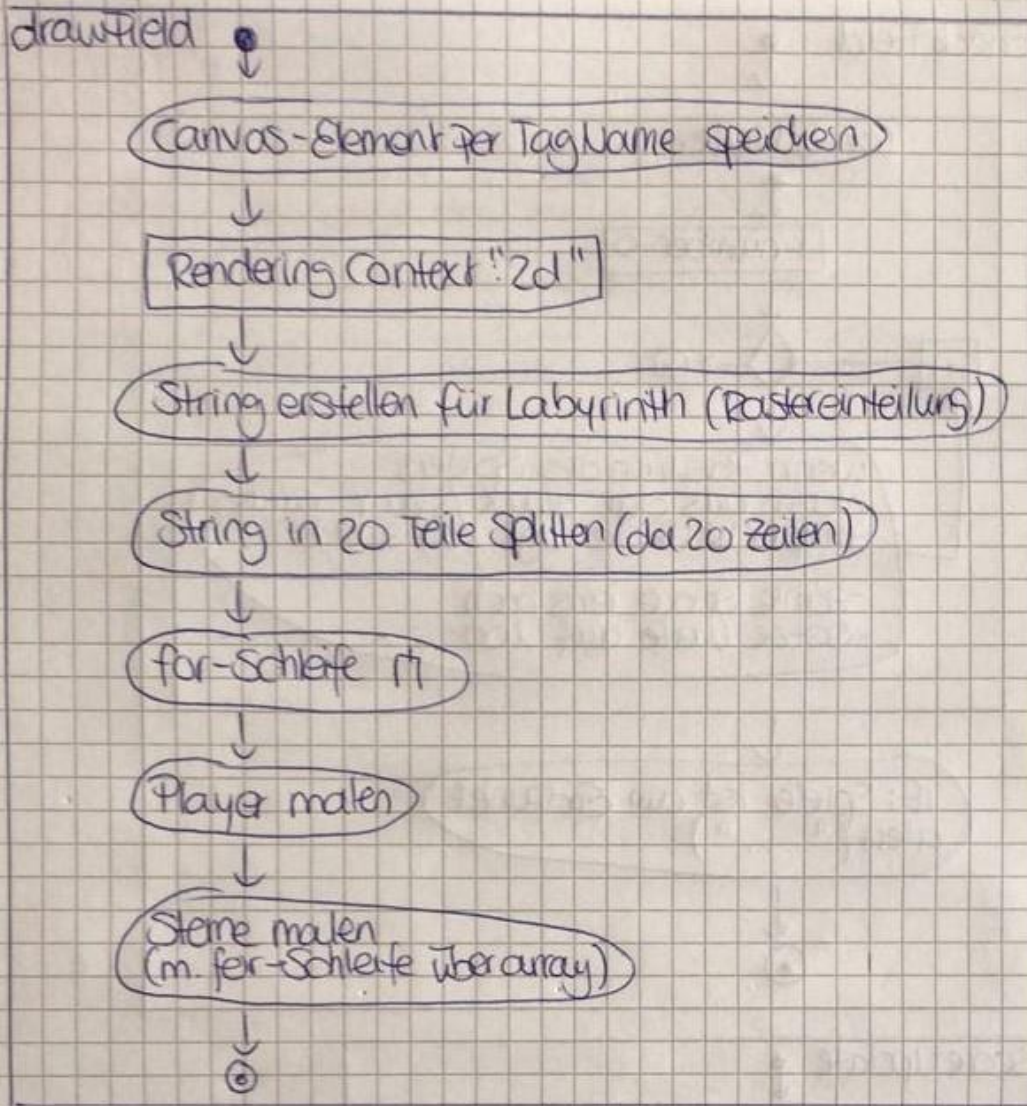 drawField
Canvas-Element per TagName speichern
Rendering Context "2d"
String erstellen für Labyrinth (Rastereinteilung)
String in 20 Teile Splitten (da 20 Zeilen)
for-Schleife
Player malen
Sterne malen
(m. for-Schleife über array)